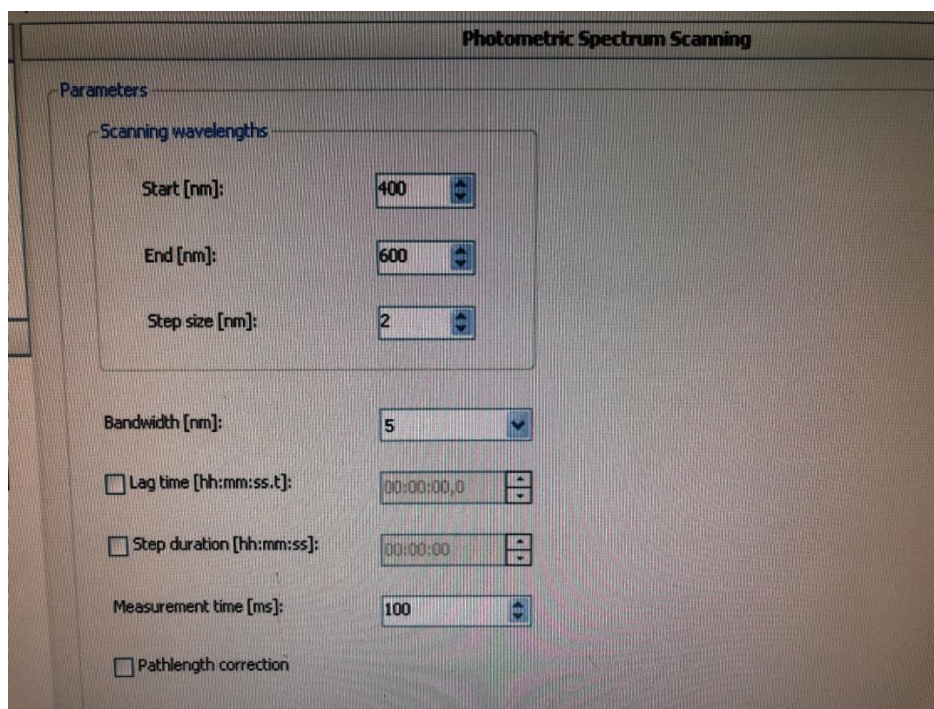 Photometric Spectrum Scanning
Parameters
Scanning wavelengths
Start [nm]: 400
End [nm]: 600
Step size [nm]: 2
Bandwidth [nm]: 5
Lag time [hh:mm:ss.t]: 00:00:00,0
Step duration [hh:mm:ss]: 00:00:00
Measurement time [ms]: 100
Pathlength correction